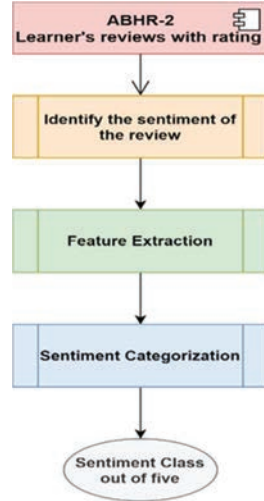 ABHR-2
Learner's reviews with rating
Identify the sentiment of
the review
Feature Extraction
Sentiment Categorization
Sentiment Class
out of five